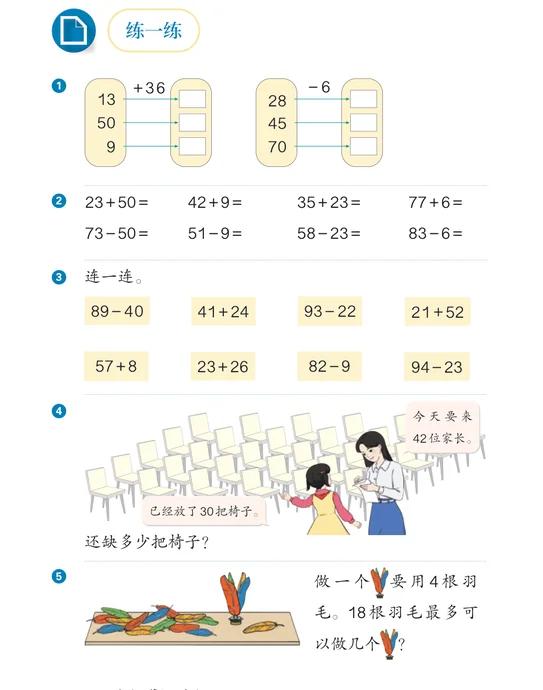 练一练
1
+36
13
50
9
-6
28
45
70
2
23+50= 42+9= 35+23= 77+6=
73-50= 51-9= 58-23= 83-6=
3 连一连。
89-40 41+24 93-22 21+52
57+8 23+26 82-9 94-23
4
今天要来
42位家长。
已经放了30把椅子。
还缺多少把椅子?
5
做一个 要用4根羽
毛。18根羽毛最多可
以做几个 ?